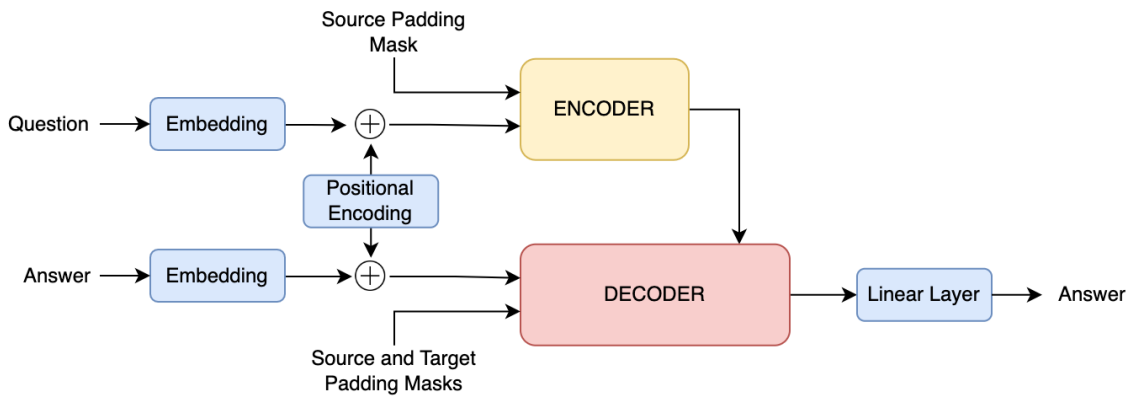 Source Padding
Mask
ENCODER
Question
Embedding
Positional
Encoding
Answer
Embedding
DECODER
Linear Layer
Answer
Source and Target
Padding Masks